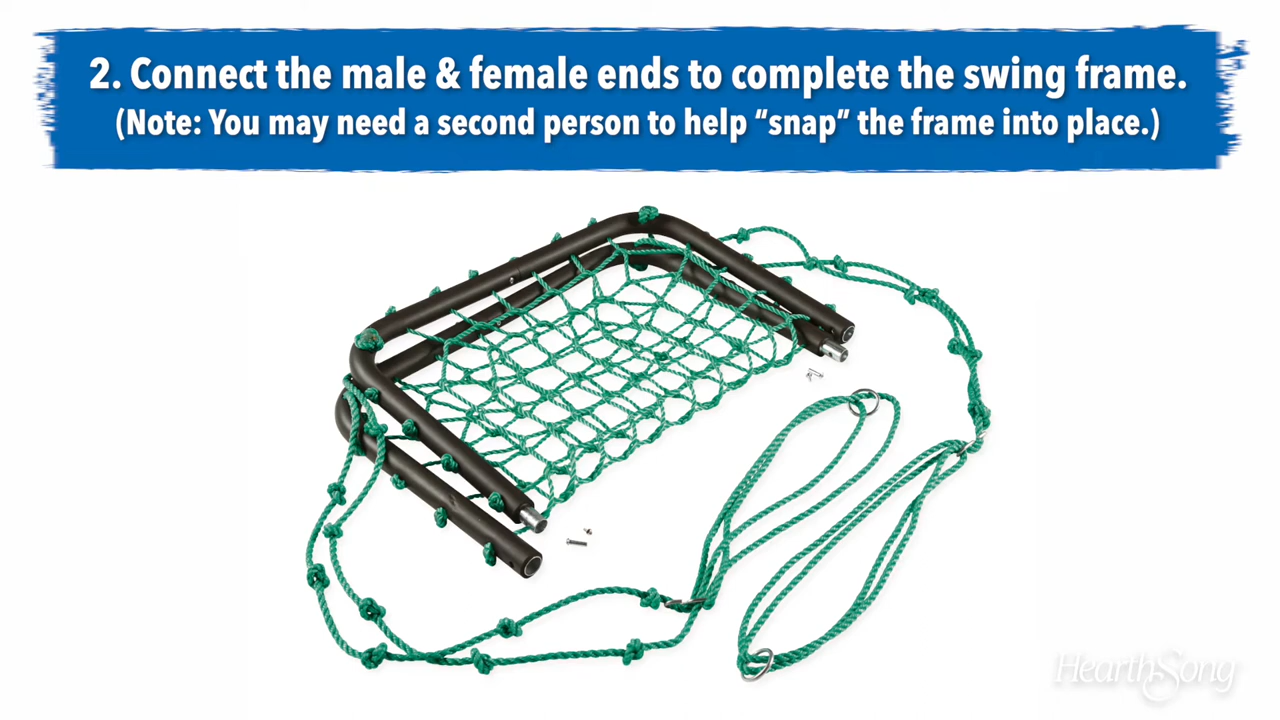 2. Connect the male & female ends to complete the swing frame.
(Note: You may need a second person to help “snap” the frame into place.)
HearthSong